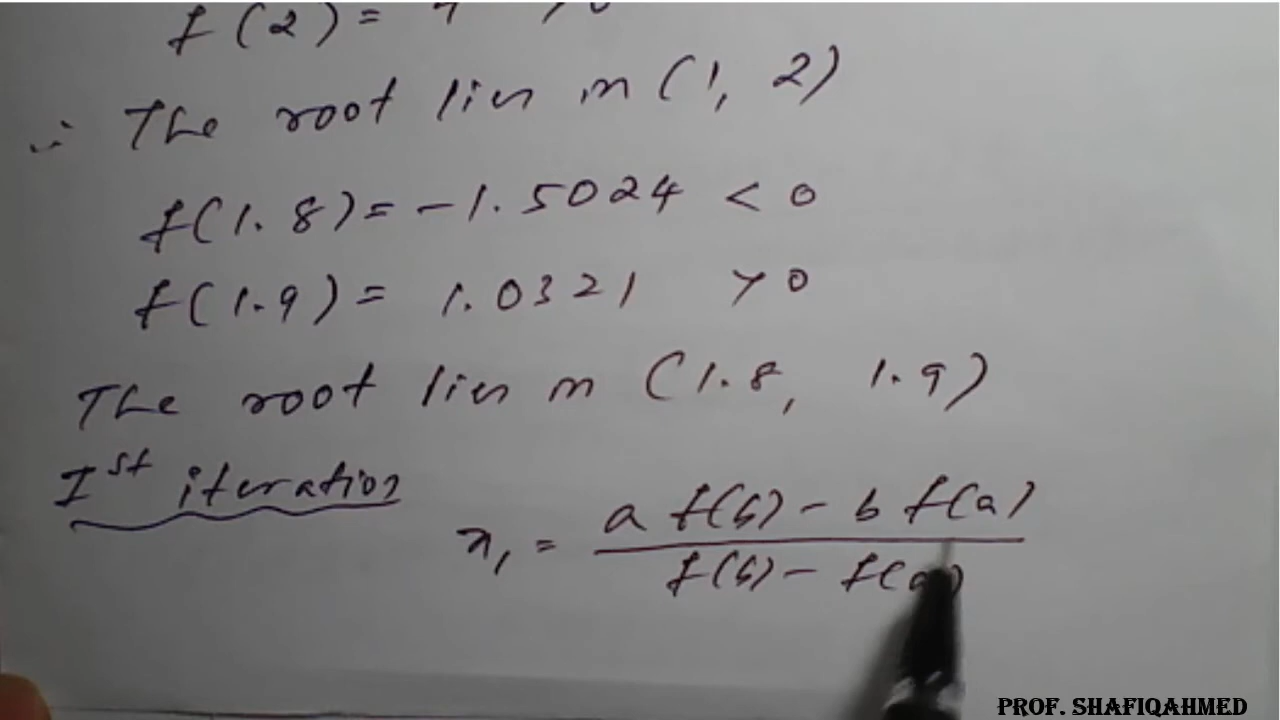 f(2) =
∴ The root lies in (1, 2)
f(1.8) = -1.5024 < 0
f(1.9) = 1.0321 > 0
The root lies in (1.8, 1.9)
Ist iteration
x₁ = a f(b) - b f(a)
f(b) - f(a)
PROF. SHAFIQAHMED